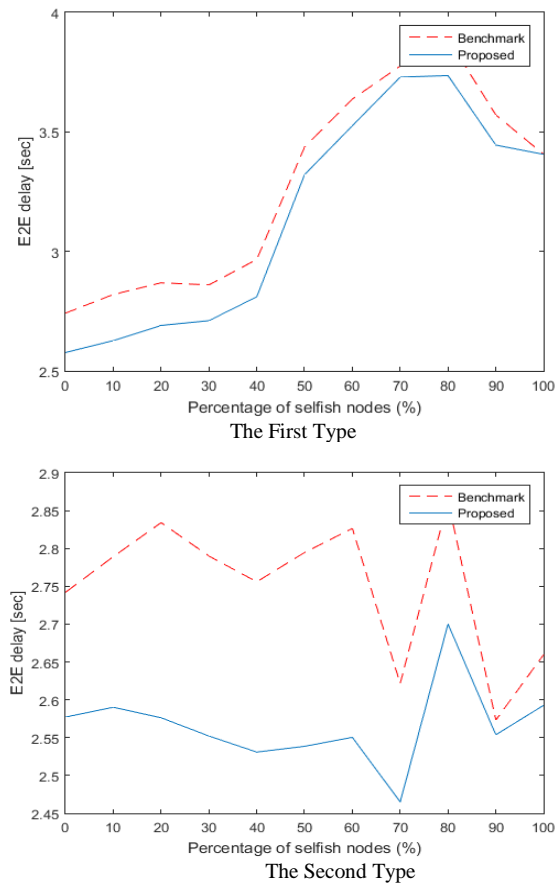 4
3.5
3
2.5
E2E delay [sec]
Benchmark
Proposed
0 10 20 30 40 50 60 70 80 90 100
Percentage of selfish nodes (%)
The First Type
2.9
2.85
2.8
2.75
2.7
2.65
2.6
2.55
2.5
2.45
E2E delay [sec]
Benchmark
Proposed
0 10 20 30 40 50 60 70 80 90 100
Percentage of selfish nodes (%)
The Second Type